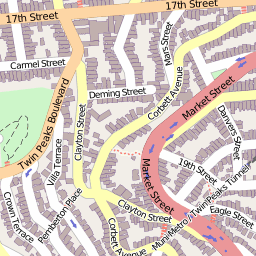 17th Street
17th Street
Carmel Street
Twin Peaks Boulevard
Mars Street
Corbett Avenue
Market Street
Deming Street
Clayton Street
Danvers Street
Villa Terrace
Market Street
19th Street
Pemberton Place
Crown Terrace
Clayton Street
Corbett
Muni Metro / Twin Peaks Tunnel
Eagle Street